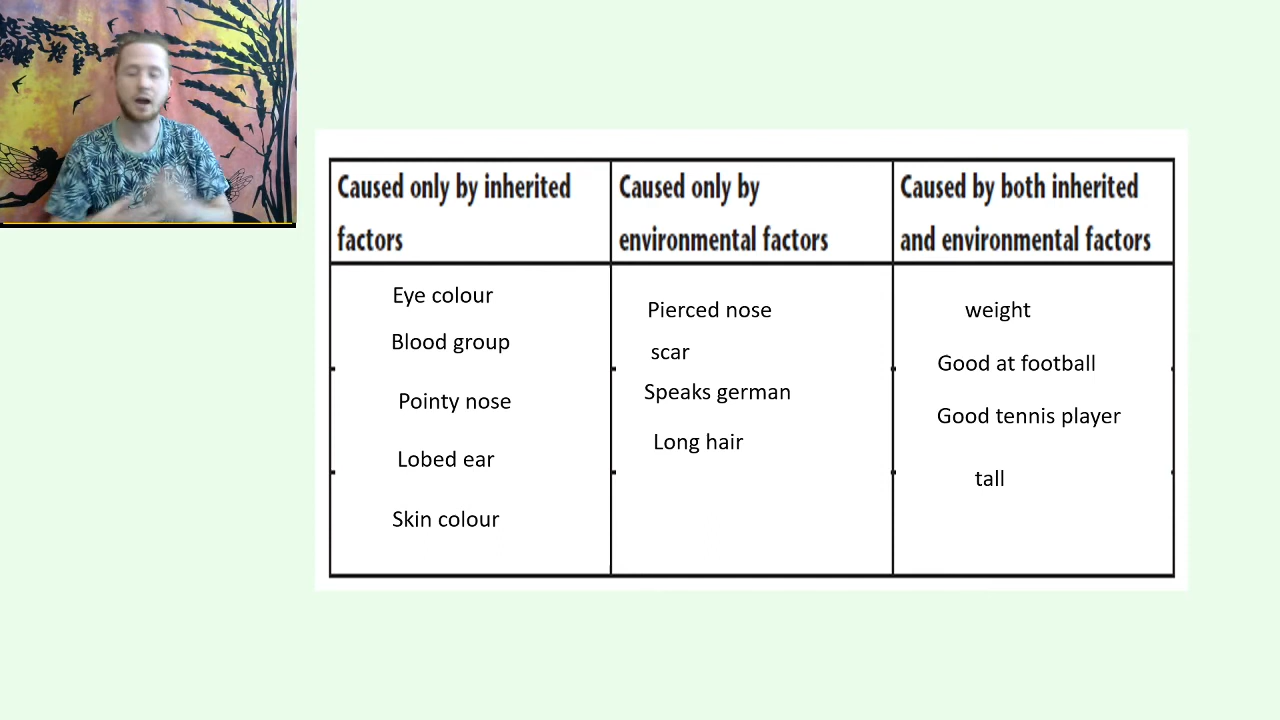 Caused only by inherited
factors
Caused only by
environmental factors
Caused by both inherited
and environmental factors
Eye colour
Blood group
Pointy nose
Lobed ear
Skin colour
Pierced nose
scar
Speaks german
Long hair
weight
Good at football
Good tennis player
tall